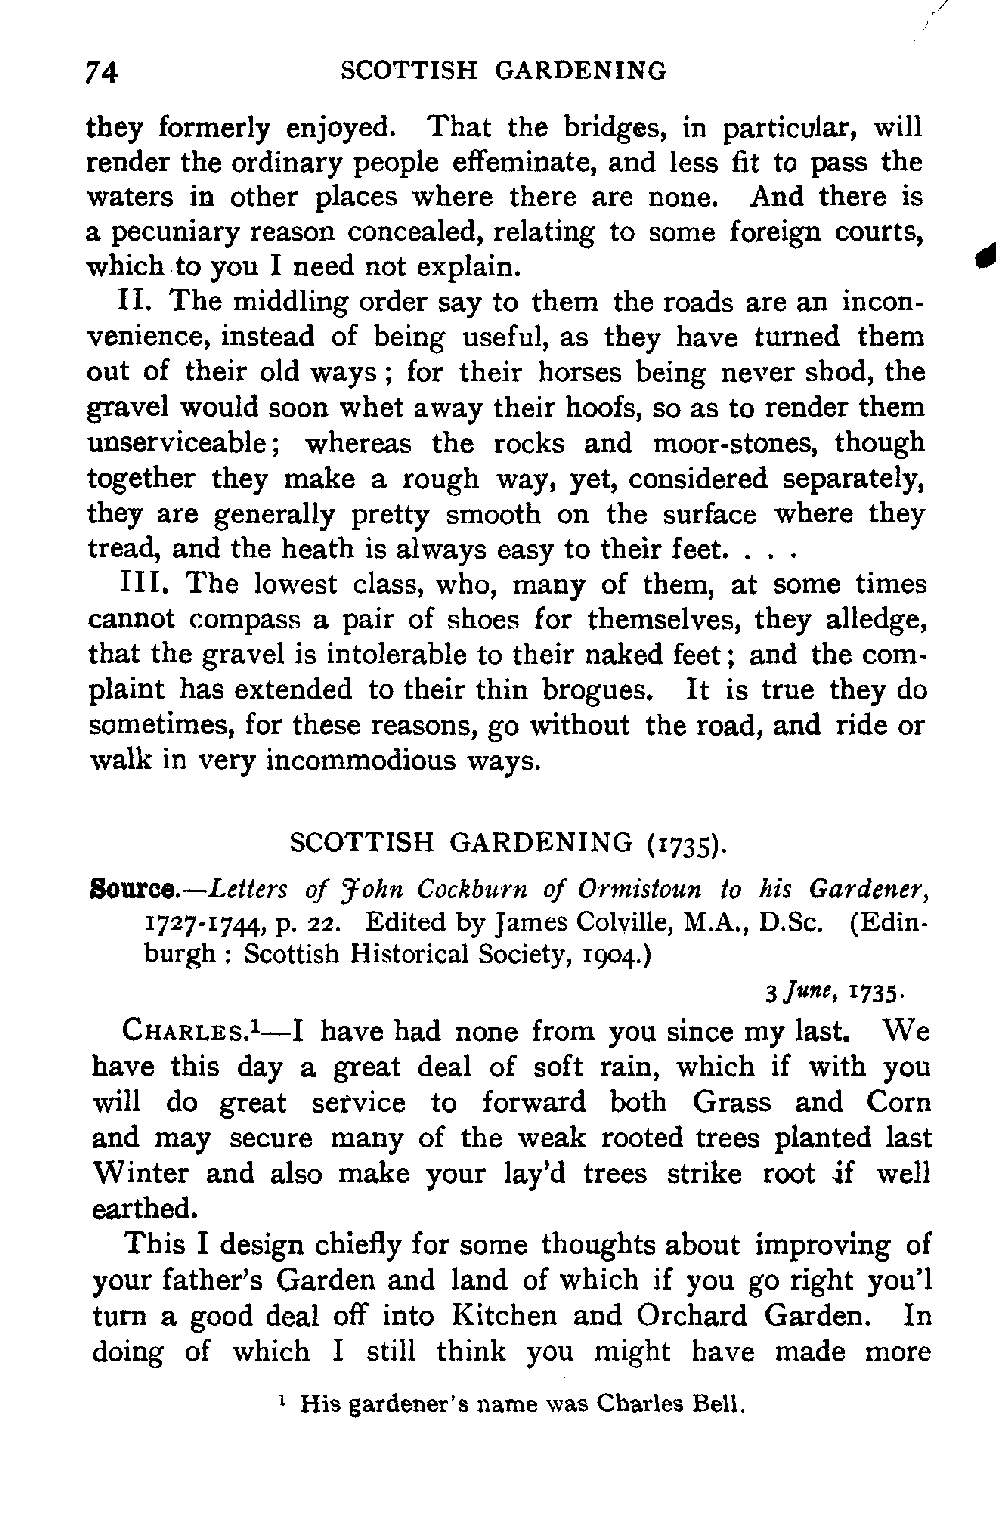 74 SCOTTISH GARDENING
they formerly enjoyed. That the bridges, in particular, will
render the ordinary people effeminate, and less fit to pass the
waters in other places where there are none. And there is
a pecuniary reason concealed, relating to some foreign courts,
which to you I need not explain.
II. The middling order say to them the roads are an incon-
venience, instead of being useful, as they have turned them
out of their old ways ; for their horses being never shod, the
gravel would soon whet away their hoofs, so as to render them
unserviceable; whereas the rocks and moor-stones, though
together they make a rough way, yet, considered separately,
they are generally pretty smooth on the surface where they
tread, and the heath is always easy to their feet. . . .
III. The lowest class, who, many of them, at some times
cannot compass a pair of shoes for themselves, they alledge,
that the gravel is intolerable to their naked feet; and the com-
plaint has extended to their thin brogues. It is true they do
sometimes, for these reasons, go without the road, and ride or
walk in very incommodious ways.
SCOTTISH GARDENING (1735).
Source.—Letters of John Cockburn of Ormistoun to his Gardener,
1727-1744, p. 22. Edited by James Colville, M.A., D.Sc. (Edin-
burgh : Scottish Historical Society, 1904.)
3 June, 1735.
CHARLES.¹—I have had none from you since my last. We
have this day a great deal of soft rain, which if with you
will do great service to forward both Grass and Corn
and may secure many of the weak rooted trees planted last
Winter and also make your lay'd trees strike root if well
earthed.
This I design chiefly for some thoughts about improving of
your father's Garden and land of which if you go right you'l
turn a good deal off into Kitchen and Orchard Garden. In
doing of which I still think you might have made more
¹ His gardener's name was Charles Bell.